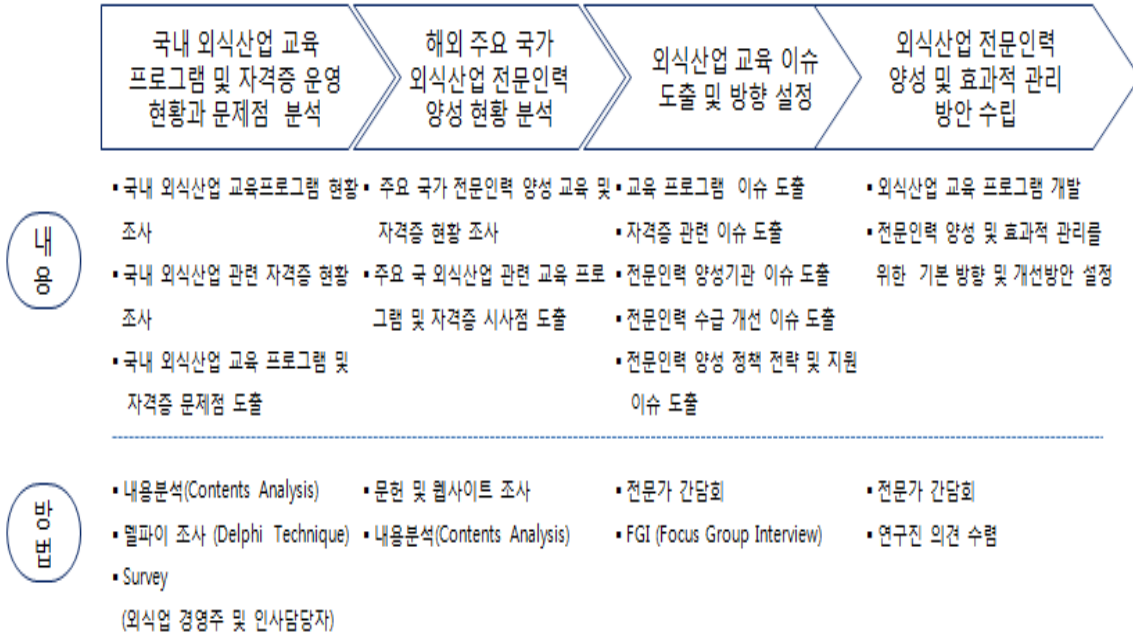 국내 외식산업 교육
프로그램 및 자격증 운영
현황과 문제점 분석
해외 주요 국가
외식산업 전문인력
양성 현황 분석
외식산업 교육 이슈
도출 및 방향 설정
외식산업 전문인력
양성 및 효과적 관리
방안 수립
내
용
▪ 국내 외식산업 교육프로그램 현황
조사
▪ 국내 외식산업 관련 자격증 현황
조사
▪ 국내 외식산업 교육 프로그램 및
자격증 문제점 도출
▪ 주요 국가 전문인력 양성 교육 및
자격증 현황 조사
▪ 주요 국 외식산업 관련 교육 프로
그램 및 자격증 시사점 도출
▪ 교육 프로그램 이슈 도출
▪ 자격증 관련 이슈 도출
▪ 전문인력 양성기관 이슈 도출
▪ 전문인력 수급 개선 이슈 도출
▪ 전문인력 양성 정책 전략 및 지원
이슈 도출
▪ 외식산업 교육 프로그램 개발
▪ 전문인력 양성 및 효과적 관리를
위한 기본 방향 및 개선방안 설정
방
법
▪ 내용분석(Contents Analysis)
▪ 델파이 조사 (Delphi Technique)
▪ Survey
(외식업 경영주 및 인사담당자)
▪ 문헌 및 웹사이트 조사
▪ 내용분석(Contents Analysis)
▪ 전문가 간담회
▪ FGI (Focus Group Interview)
▪ 전문가 간담회
▪ 연구진 의견 수렴